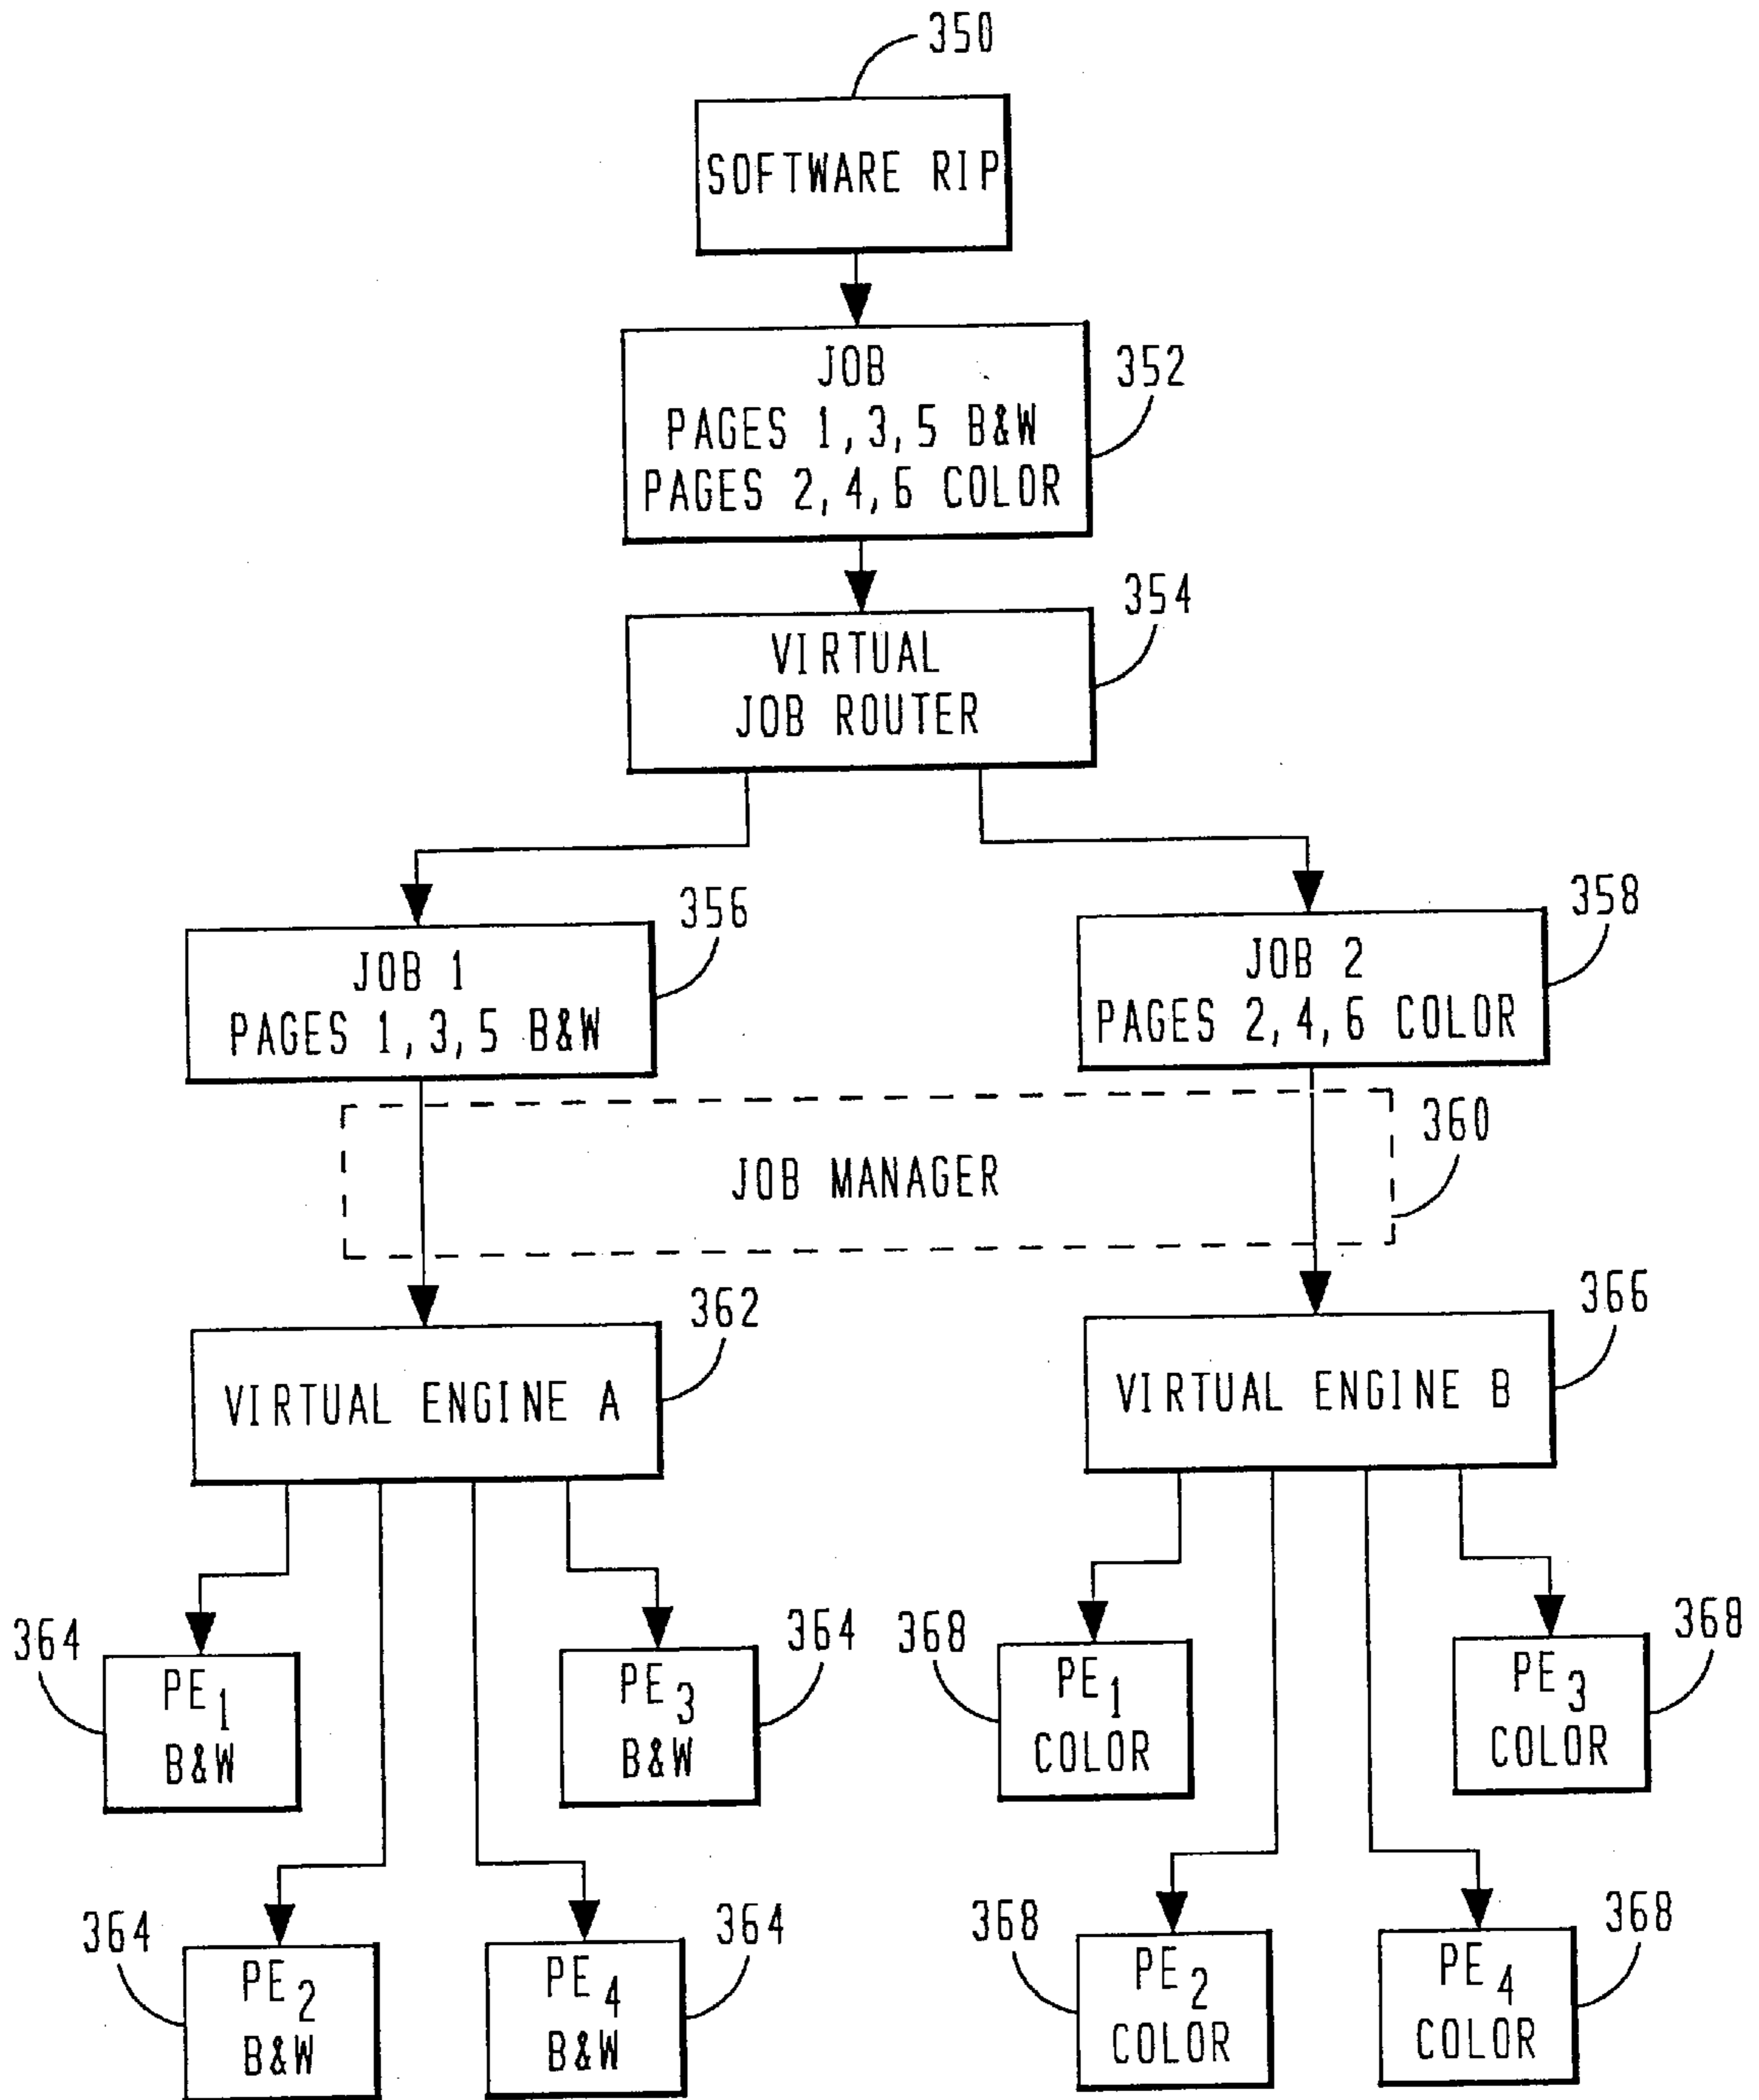 350
SOFTWARE RIP
JOB
PAGES 1,3,5 B&W
PAGES 2,4,6 COLOR
352
354
VIRTUAL
JOB ROUTER
356
358
JOB 1
PAGES 1,3,5 B&W
JOB 2
PAGES 2,4,6 COLOR
360
JOB MANAGER
362
366
VIRTUAL ENGINE A
VIRTUAL ENGINE B
364
PE1
B&W
364
PE3
B&W
368
PE1
COLOR
368
PE3
COLOR
364
PE2
B&W
364
PE4
B&W
368
PE2
COLOR
368
PE4
COLOR